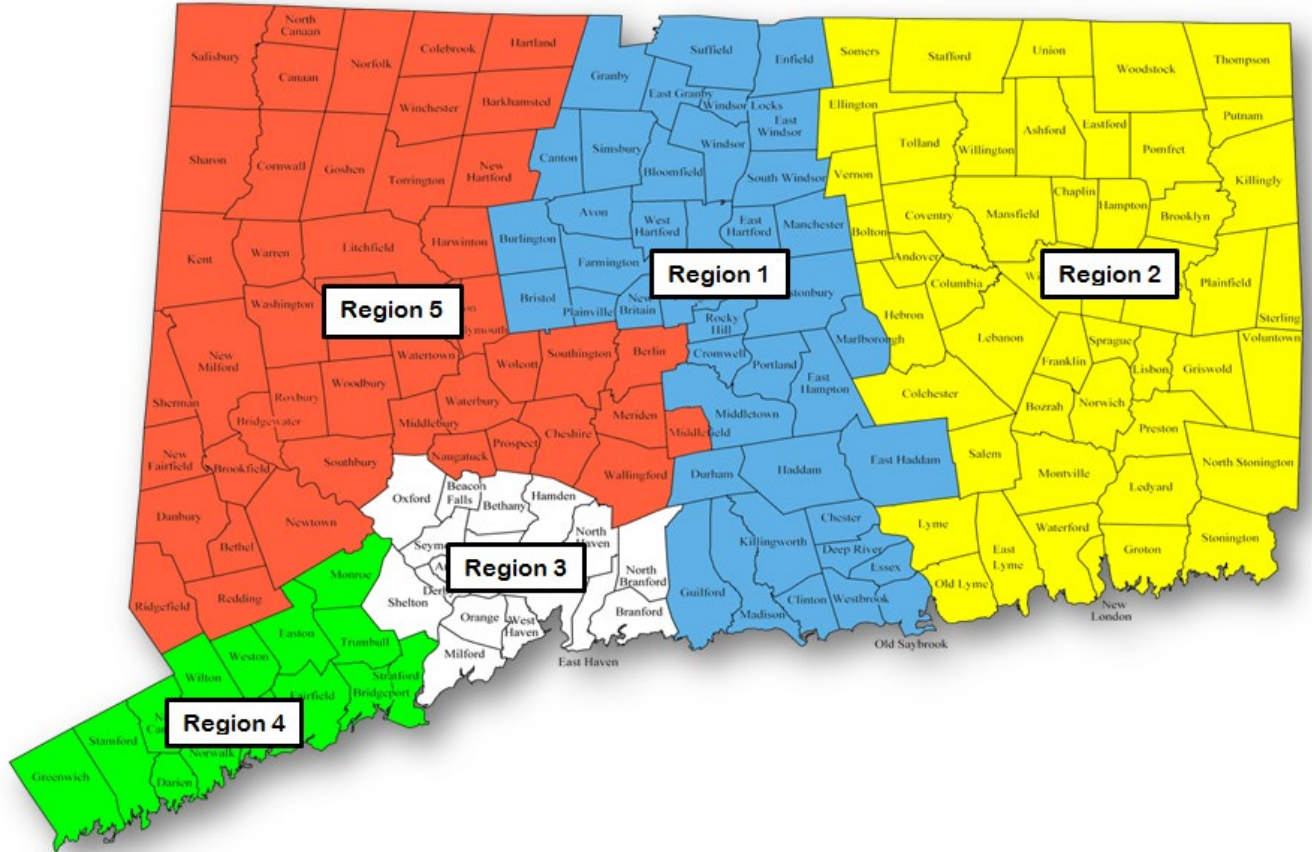 North
Canaan
Salisbury
Canaan
Norfolk
Colebrook
Hartland
Winchester
Barkhamsted
Sharon
Cornwall
Goshen
Torrington
New
Hartford
Kent
Warren
Litchfield
Harwinton
Washington
Region 5
New
Milford
Watertown
Woodbury
Sherman
Roxbury
Bridgewater
Wolcott
Southington
Berlin
Waterbury
Middlebury
Naugatuck
Prospect
Cheshire
Meriden
Middlefield
Wallingford
New
Fairfield
Brookfield
Southbury
Danbury
Bethel
Newtown
Ridgefield
Redding
Granby
Suffield
Enfield
East Granby
Windsor Locks
East
Windsor
Canton
Simsbury
Windsor
Bloomfield
South Windsor
Burlington
Avon
West
Hartford
East
Hartford
Manchester
Farmington
Region 1
Bristol
Plainville
New
Britain
Rocky
Hill
Marlborough
Cromwell
Portland
East
Hampton
Middletown
Durham
Haddam
East Haddam
Chester
Killingworth
Deep River
Essex
Guilford
Madison
Clinton
Westbrook
Old Saybrook
Somers
Stafford
Union
Woodstock
Thompson
Ellington
Tolland
Willington
Ashford
Eastford
Pomfret
Putnam
Vernon
Killingly
Coventry
Mansfield
Chaplin
Hampton
Brooklyn
Bolton
Andover
Columbia
Region 2
Plainfield
Sterling
Hebron
Lebanon
Franklin
Sprague
Lisbon
Griswold
Voluntown
Colchester
Bozrah
Norwich
Preston
Salem
Montville
Ledyard
North Stonington
Lyme
East
Lyme
Waterford
Groton
Stonington
Old Lyme
New
London
Oxford
Beacon
Falls
Bethany
Hamden
North
Region 3
Shelton
Orange
West
Haven
North
Branford
Branford
Milford
East Haven
Monroe
Easton
Trumbull
Weston
Wilton
Stratford
Fairfield
Bridgeport
Region 4
Stamford
Norwalk
Greenwich
Darien